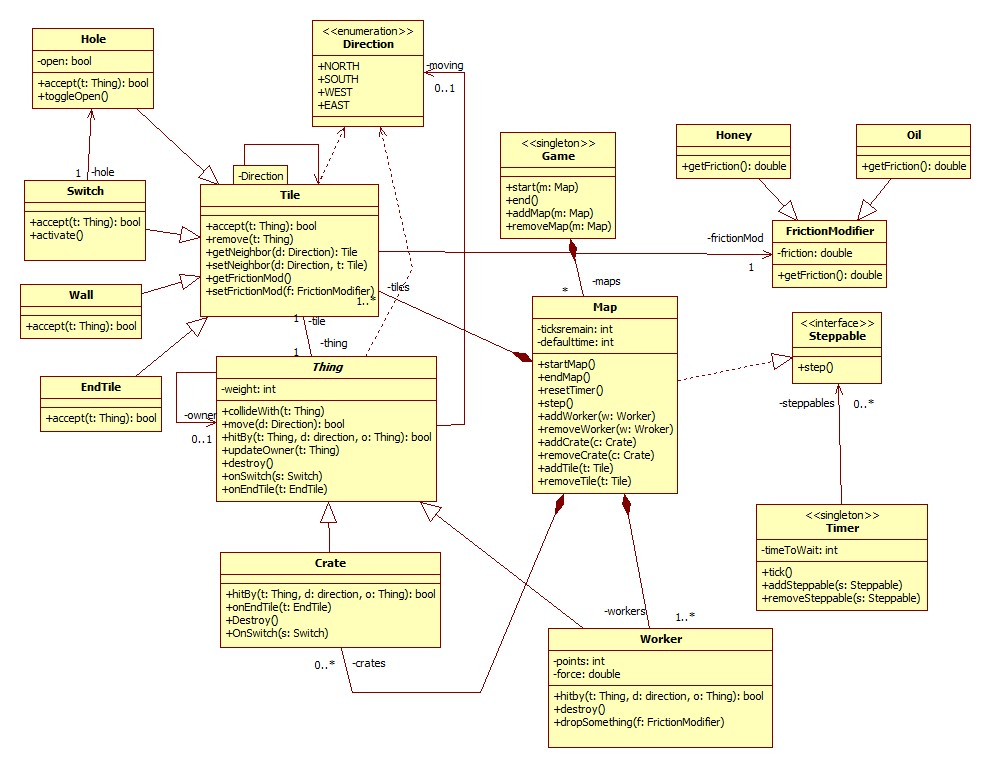 Hole
-open: bool
+accept(t: Thing): bool
+toggleOpen()
<<enumeration>>
Direction
+NORTH
+SOUTH
+WEST
+EAST
-moving
0..1
1
-hole
Switch
+accept(t: Thing): bool
+activate()
-Direction
Tile
+accept(t: Thing): bool
+remove(t: Thing)
+getNeighbor(d: Direction): Tile
+setNeighbor(d: Direction, t: Tile)
+getFrictionMod()
+setFrictionMod(f: FrictionModifier)
1..*
-tiles
<<singleton>>
Game
+start(m: Map)
+end()
+addMap(m: Map)
+removeMap(m: Map)
Honey
+getFriction(): double
Oil
+getFriction(): double
-frictionMod
1
FrictionModifier
-friction: double
+getFriction(): double
Wall
+accept(t: Thing): bool
EndTile
+accept(t: Thing): bool
1
-tile
-thing
1
*
-maps
Map
-ticksremain: int
-defaulttime: int
+startMap()
+endMap()
+resetTimer()
+step()
+addWorker(w: Worker)
+removeWorker(w: Wroker)
+addCrate(c: Crate)
+removeCrate(c: Crate)
+addTile(t: Tile)
+removeTile(t: Tile)
<<interface>>
Steppable
+step()
-steppables
0..*
Thing
-weight: int
+collideWith(t: Thing)
+move(d: Direction): bool
+hitBy(t: Thing, d: direction, o: Thing): bool
+updateOwner(t: Thing)
+destroy()
+onSwitch(s: Switch)
+onEndTile(t: EndTile)
-owner
0..1
<<singleton>>
Timer
-timeToWait: int
+tick()
+addSteppable(s: Steppable)
+removeSteppable(s: Steppable)
Crate
+hitBy(t: Thing, d: direction, o: Thing): bool
+onEndTile(t: EndTile)
+Destroy()
+OnSwitch(s: Switch)
0..*
-crates
-workers
1..*
Worker
-points: int
-force: double
+hitby(t: Thing, d: direction, o: Thing): bool
+destroy()
+dropSomething(f: FrictionModifier)